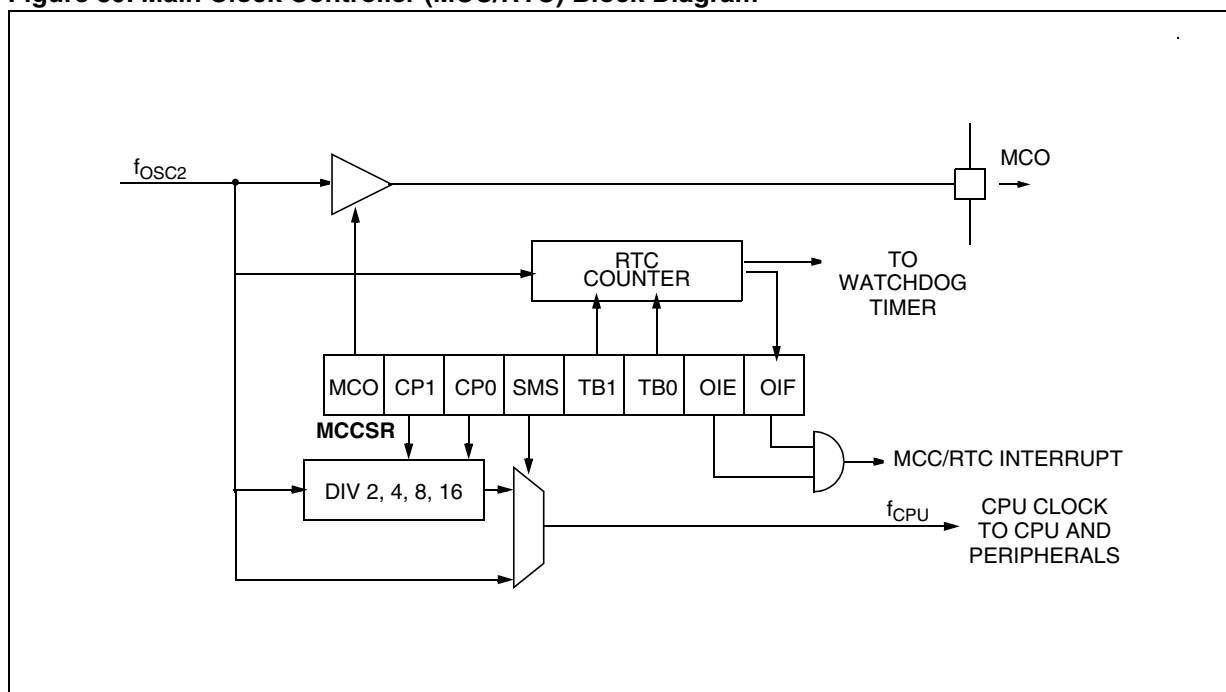 fOSC2
MCO
RTC
COUNTER
TO
WATCHDOG
TIMER
MCO CP1 CP0 SMS TB1 TB0 OIE OIF
MCCSR
DIV 2, 4, 8, 16
MCC/RTC INTERRUPT
fCPU
CPU CLOCK
TO CPU AND
PERIPHERALS